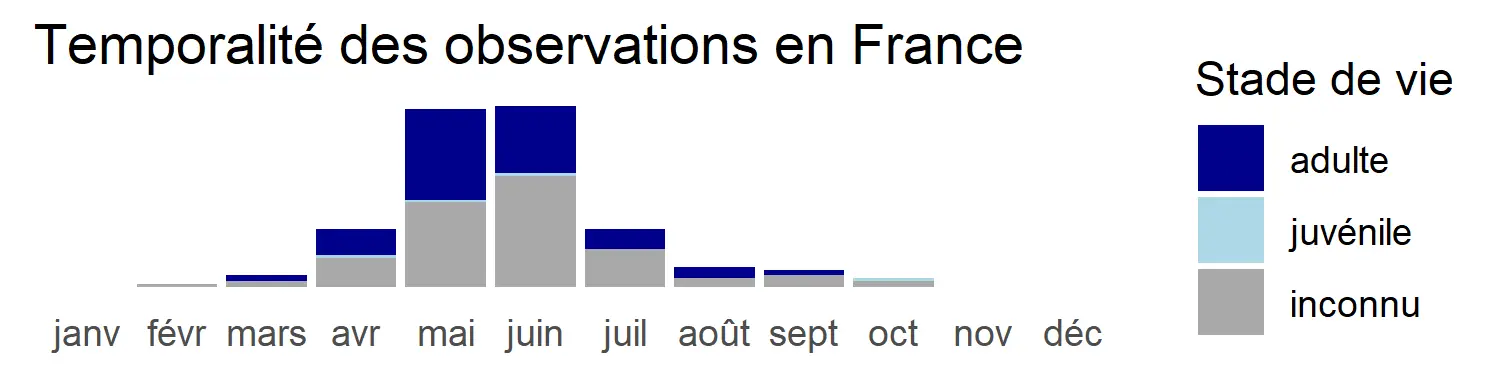 Temporalité des observations en France
janv févr mars avr mai juin juil août sept oct nov déc
Stade de vie
adulte
juvénile
inconnu